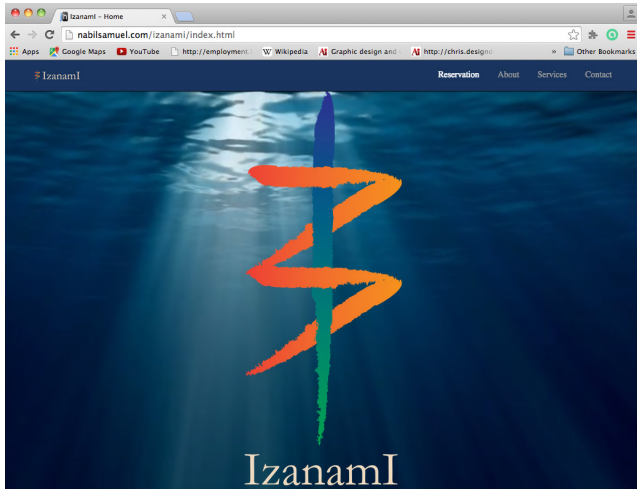 IzanamI - Home
nabilsamuel.com/izanami/index.html
Apps Google Maps YouTube http://employment. Wikipedia Graphic design and http://chris.design » Other Bookmarks
IzanamI Reservation About Services Contact
IzanamI